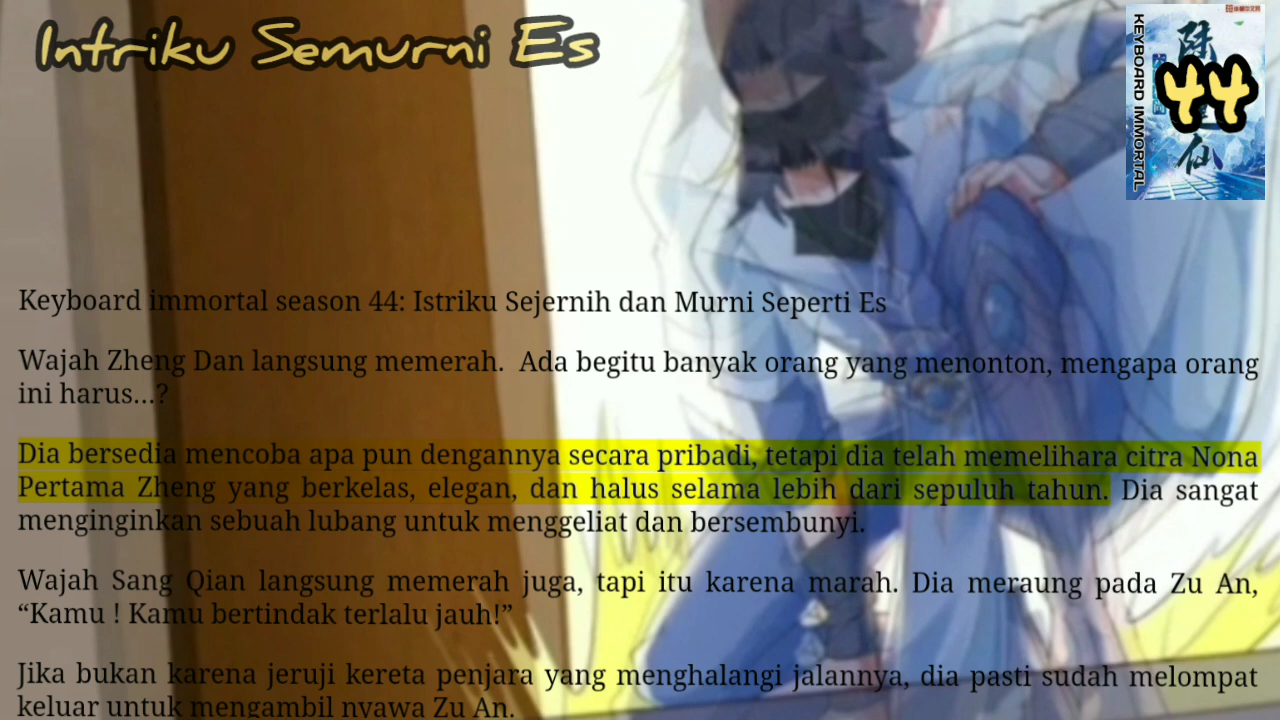 Intriku Semurni Es
KEYBOARD IMMORTAL
44
仙
Keyboard immortal season 44: Istriku Sejernih dan Murni Seperti Es
Wajah Zheng Dan langsung memerah.  Ada begitu banyak orang yang menonton, mengapa orang
ini harus...?
Dia bersedia mencoba apa pun dengannya secara pribadi, tetapi dia telah memelihara citra Nona
Pertama Zheng yang berkelas, elegan, dan halus selama lebih dari sepuluh tahun. Dia sangat
menginginkan sebuah lubang untuk menggeliat dan bersembunyi.
Wajah Sang Qian langsung memerah juga, tapi itu karena marah. Dia meraung pada Zu An,
“Kamu ! Kamu bertindak terlalu jauh!”
Jika bukan karena jeruji kereta penjara yang menghalangi jalannya, dia pasti sudah melompat
keluar untuk mengambil nyawa Zu An.